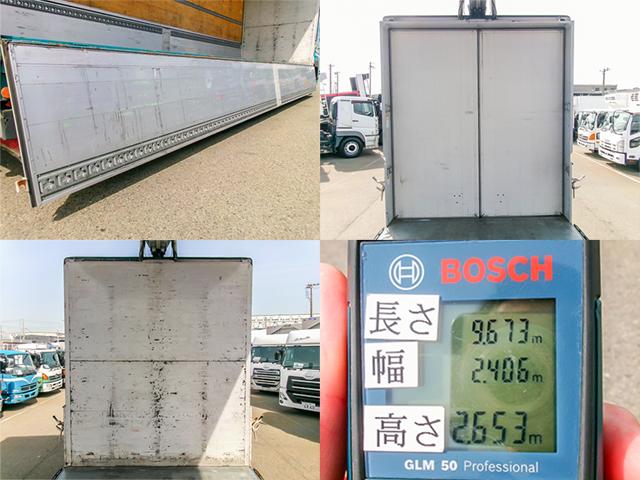 BOSCH
長さ 9.673m
幅 2.406m
高さ 2.653m
GLM 50 Professional